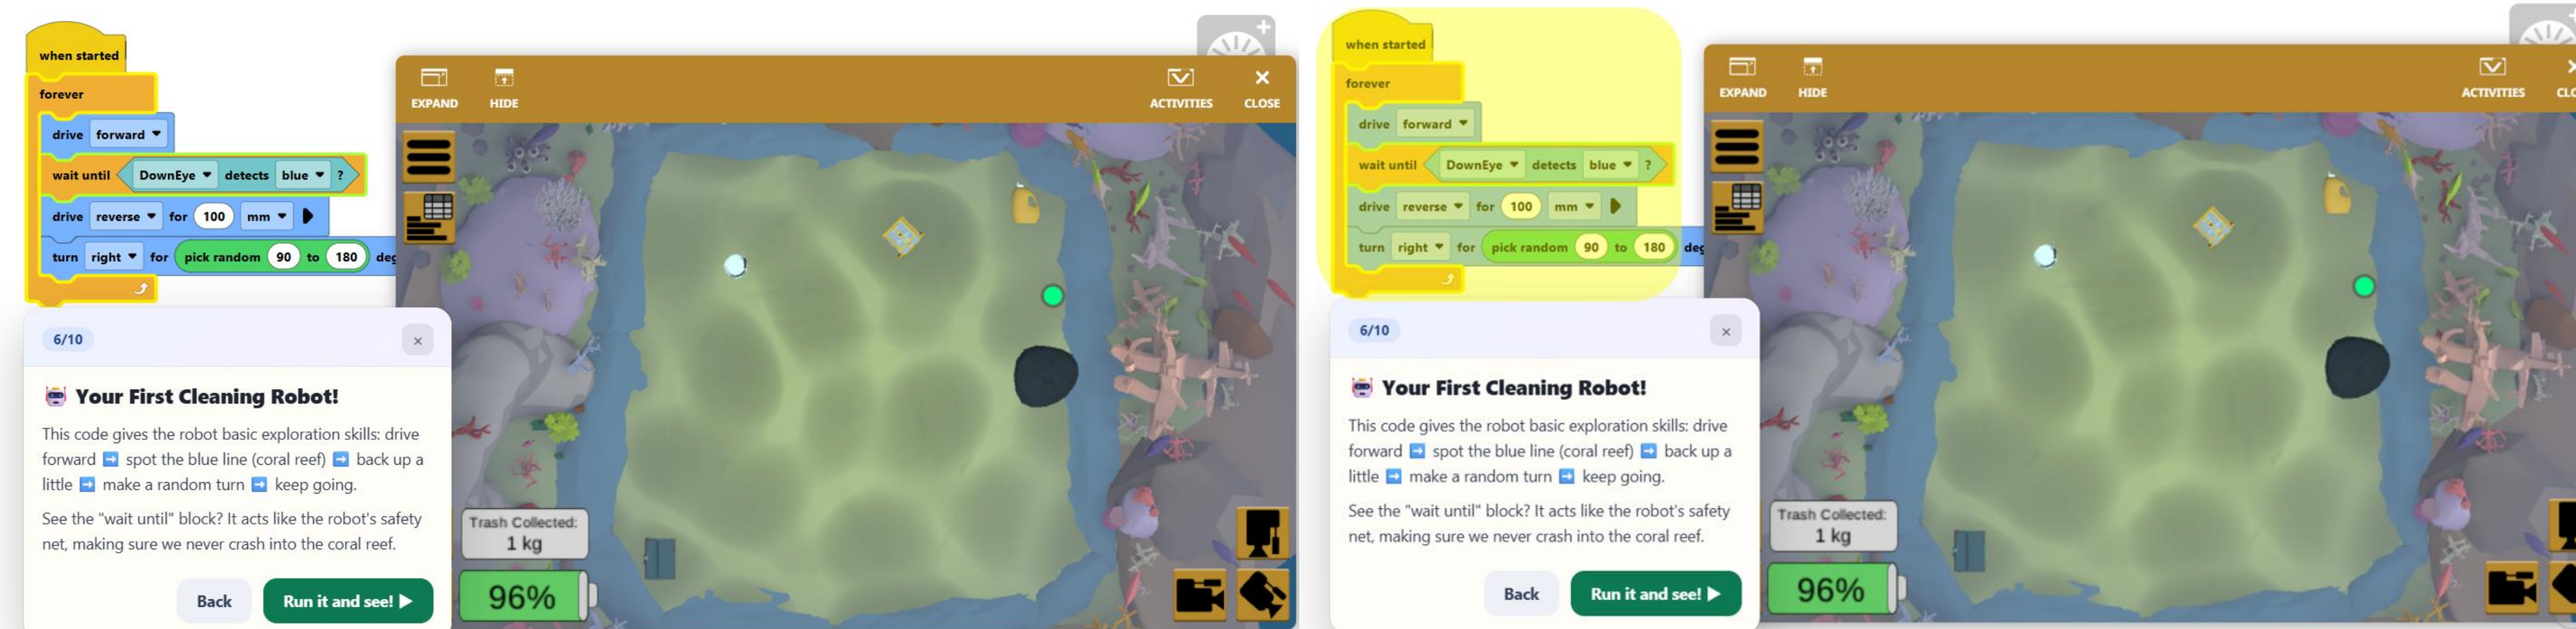 when started
forever
drive forward
wait until DownEye detects blue ?
drive reverse for 100 mm
turn right for pick random 90 to 180 deg
EXPAND HIDE ACTIVITIES CLOSE
6/10 ×
Your First Cleaning Robot!
This code gives the robot basic exploration skills: drive
forward ➡ spot the blue line (coral reef) ➡ back up a
little ➡ make a random turn ➡ keep going.
See the "wait until" block? It acts like the robot's safety
net, making sure we never crash into the coral reef.
Back Run it and see! ▶
Trash Collected:
1 kg
96%
when started
forever
drive forward
wait until DownEye detects blue ?
drive reverse for 100 mm
turn right for pick random 90 to 180 deg
EXPAND HIDE ACTIVITIES CLO
6/10 ×
Your First Cleaning Robot!
This code gives the robot basic exploration skills: drive
forward ➡ spot the blue line (coral reef) ➡ back up a
little ➡ make a random turn ➡ keep going.
See the "wait until" block? It acts like the robot's safety
net, making sure we never crash into the coral reef.
Back Run it and see! ▶
Trash Collected:
1 kg
96%